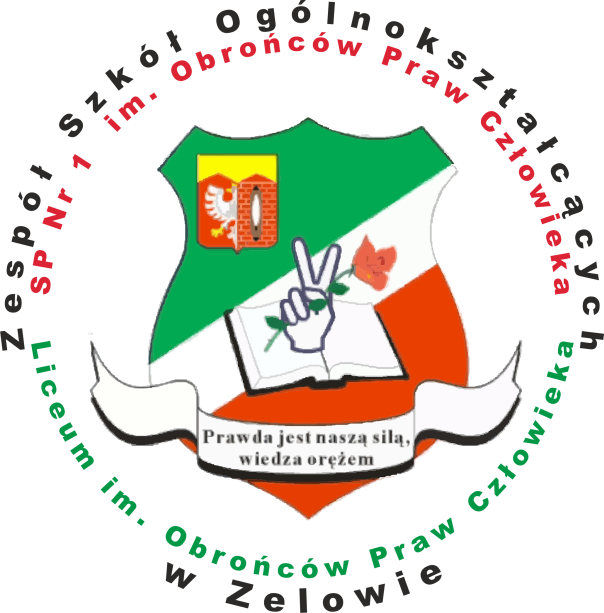 Zespół Szkół Ogólnokształcących
SP Nr 1 im. Obrońców Praw Człowieka
Prawda jest naszą siłą,
wiedza orężem
Liceum im. Obrońców Praw Człowieka
w Zelowie